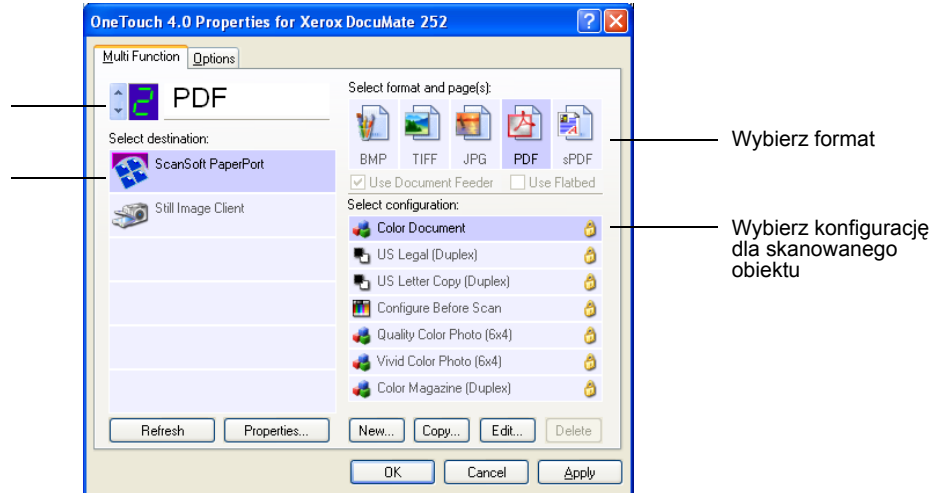 OneTouch 4.0 Properties for Xerox DocuMate 252
Multi Function
Options
2
PDF
Select destination:
ScanSoft PaperPort
Still Image Client
Refresh
Properties...
Select format and page(s):
BMP
TIFF
JPG
PDF
sPDF
Use Document Feeder
Use Flatbed
Select configuration:
Color Document
US Legal (Duplex)
US Letter Copy (Duplex)
Configure Before Scan
Quality Color Photo (6x4)
Vivid Color Photo (6x4)
Color Magazine (Duplex)
New...
Copy...
Edit...
Delete
OK
Cancel
Apply
Wybierz format
Wybierz konfigurację
dla skanowanego
obiektu